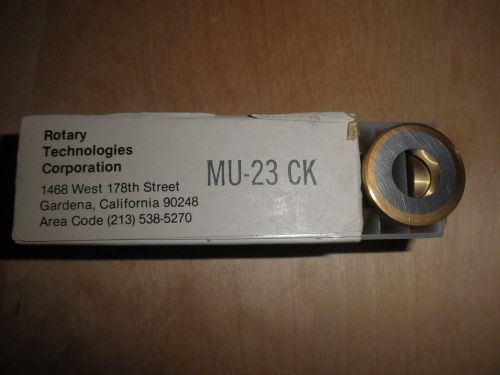 Rotary
Technologies
Corporation
1468 West 178th Street
Gardena, California 90248
Area Code (213) 538-5270
MU-23 CK